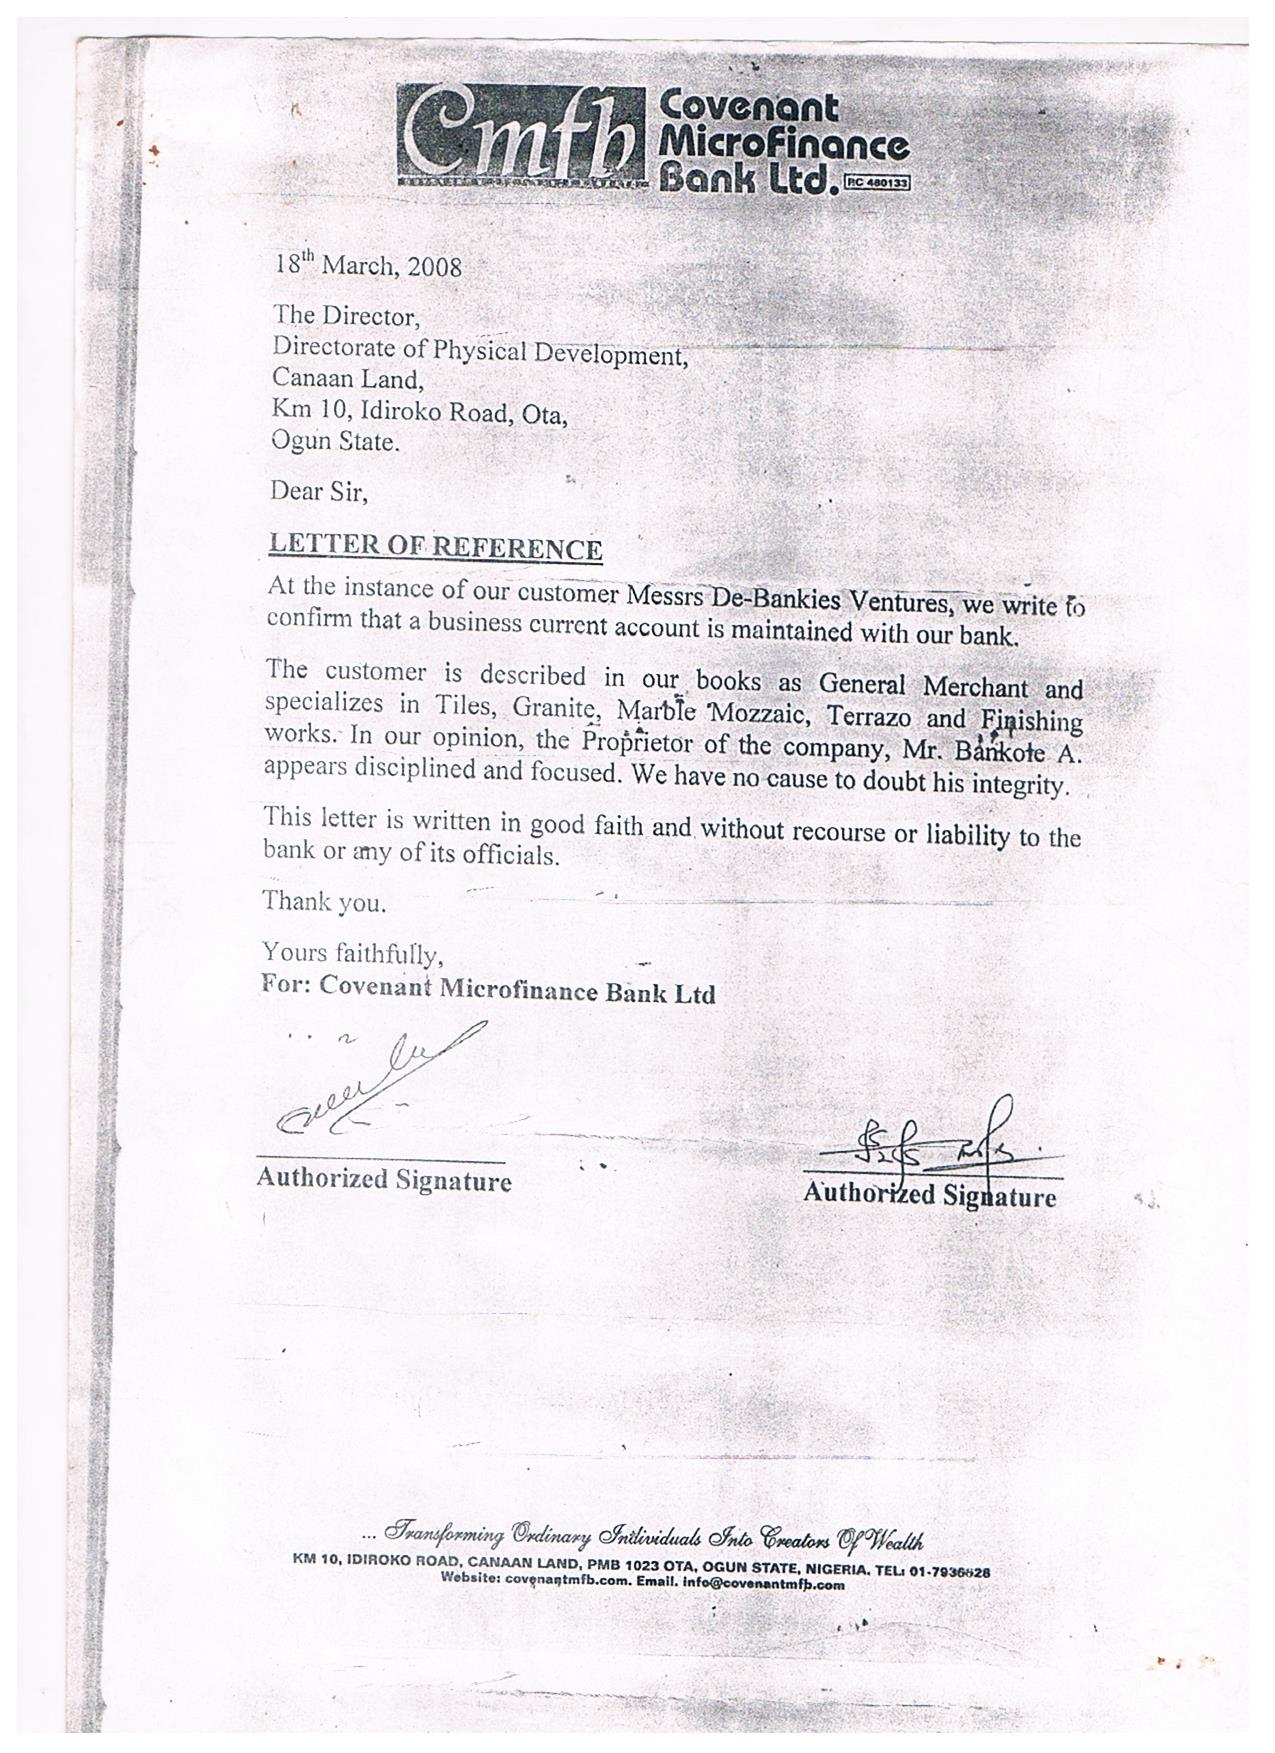 Cmfb
Covenant
Microfinance
Bank Ltd. RC 480133
18th March, 2008
The Director,
Directorate of Physical Development,
Canaan Land,
Km 10, Idiroko Road, Ota,
Ogun State.
Dear Sir,
LETTER OF REFERENCE
At the instance of our customer Messrs De-Bankies Ventures, we write to
confirm that a business current account is maintained with our bank.
The customer is described in our books as General Merchant and
specializes in Tiles, Granite, Marble Mozzaic, Terrazo and Finishing
works. In our opinion, the Proprietor of the company, Mr. Bankole A.
appears disciplined and focused. We have no cause to doubt his integrity.
This letter is written in good faith and without recourse or liability to the
bank or any of its officials.
Thank you.
Yours faithfully,
For: Covenant Microfinance Bank Ltd
Authorized Signature
Authorized Signature
... Transforming Ordinary Individuals Into Creators Of Wealth
KM 10, IDIROKO ROAD, CANAAN LAND, PMB 1023 OTA, OGUN STATE, NIGERIA. TEL:
Website: covenantmfb.com. Email. info@covenantmfb.com